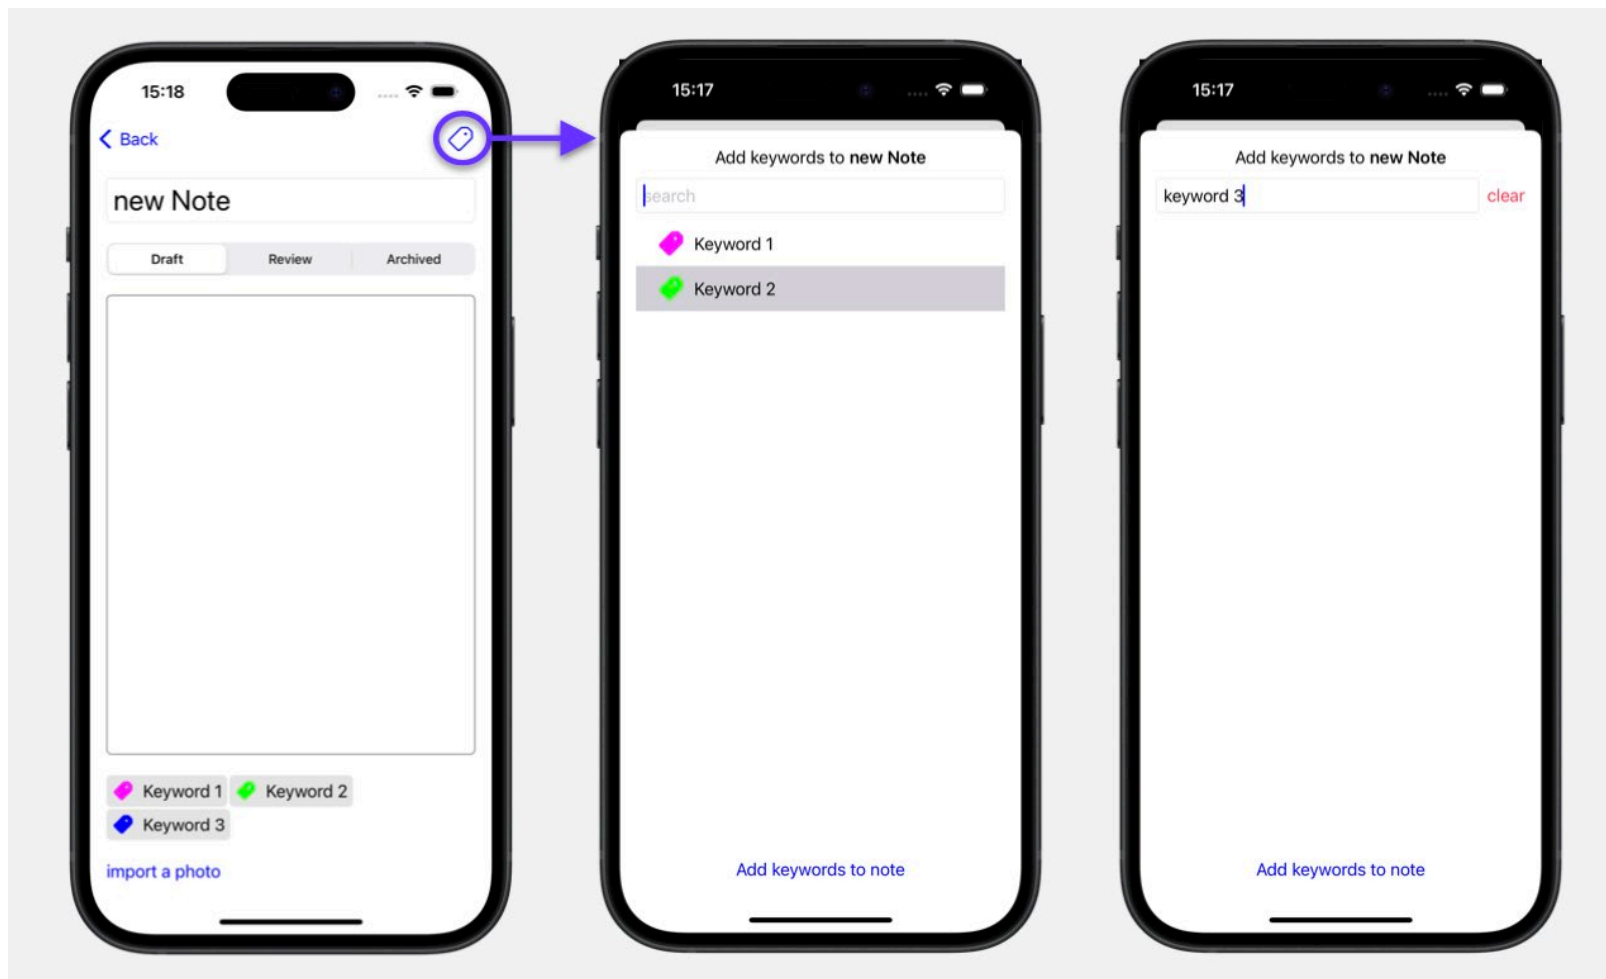 15:18
Back
new Note
Draft Review Archived
Keyword 1 Keyword 2
Keyword 3
import a photo
15:17
Add keywords to new Note
search
Keyword 1
Keyword 2
Add keywords to note
15:17
Add keywords to new Note
keyword 3 clear
Add keywords to note